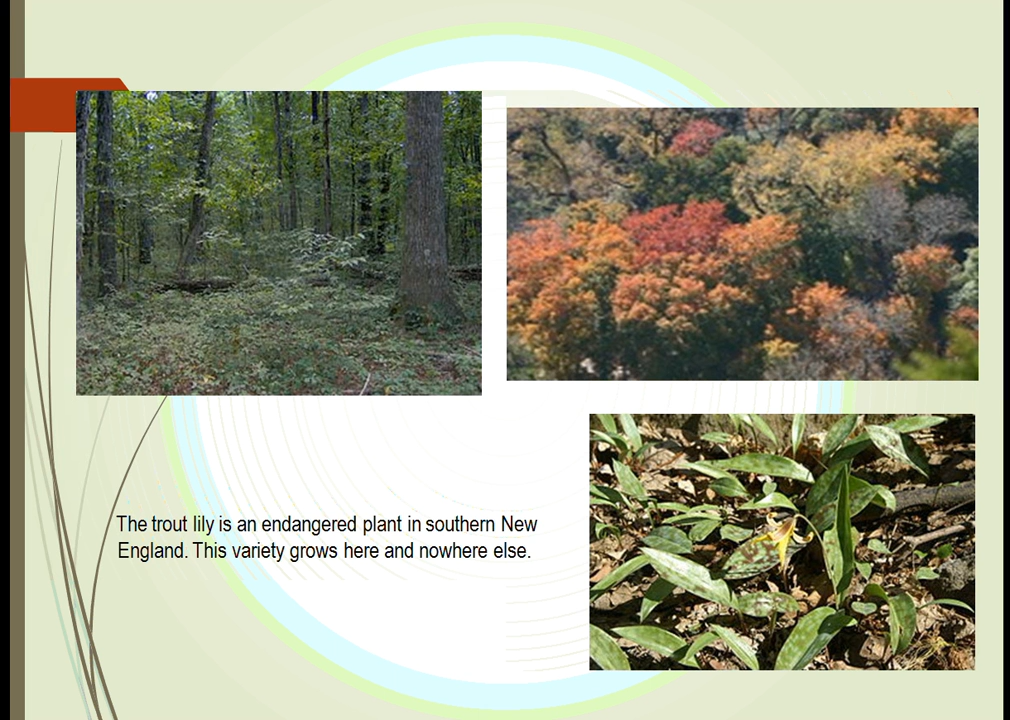 The trout lily is an endangered plant in southern New
England. This variety grows here and nowhere else.